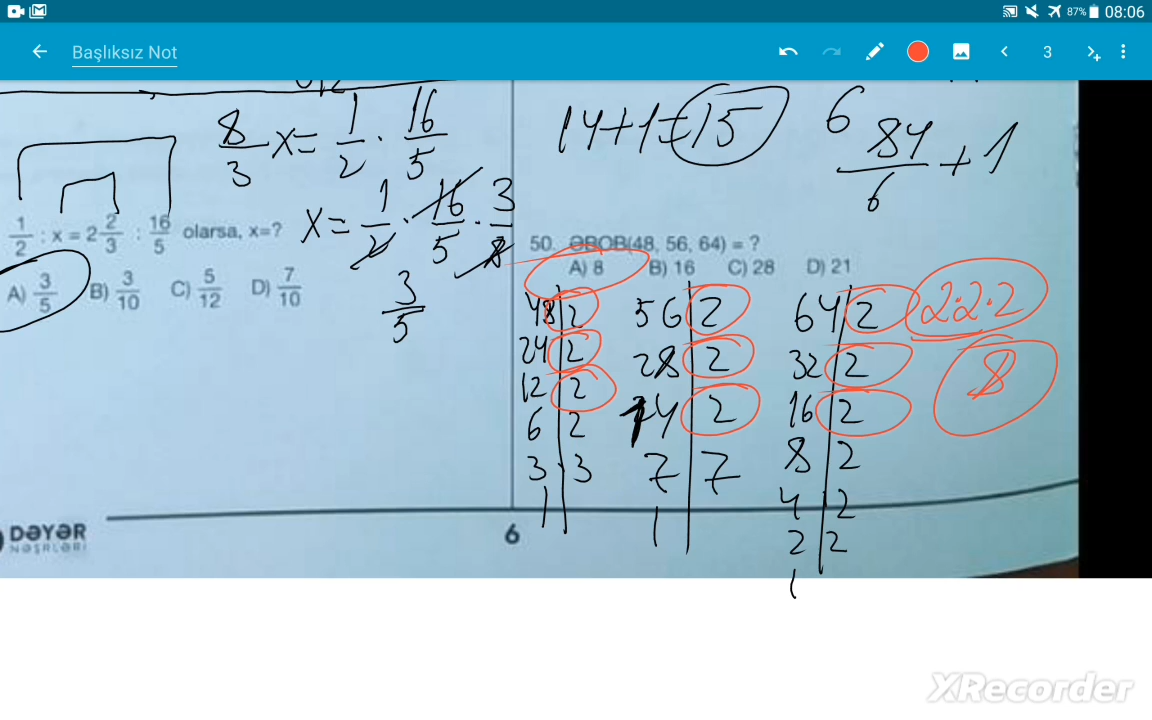 87% 08:06
Başlıksız Not
3
8/3 x = 1/2 · 16/5
x = 1/2 · 16/5 · 3/8
3/5
1/2 : x = 2 2/3 : 16/5 olarsa, x=?
A) 3/5 B) 3/10 C) 5/12 D) 7/10
14+1=15
6
84/6 + 1
50. ƏBOB(48, 56, 64) = ?
A) 8 B) 16 C) 28 D) 21
48 2 56 2 64 2 2·2·2
24 2 28 2 32 2 8
12 2 14 2 16 2
6 2 7 7 8 2
3 3 1 4 2
1 2 2
1
DƏYƏR
NƏŞRLƏRİ
6
XRecorder